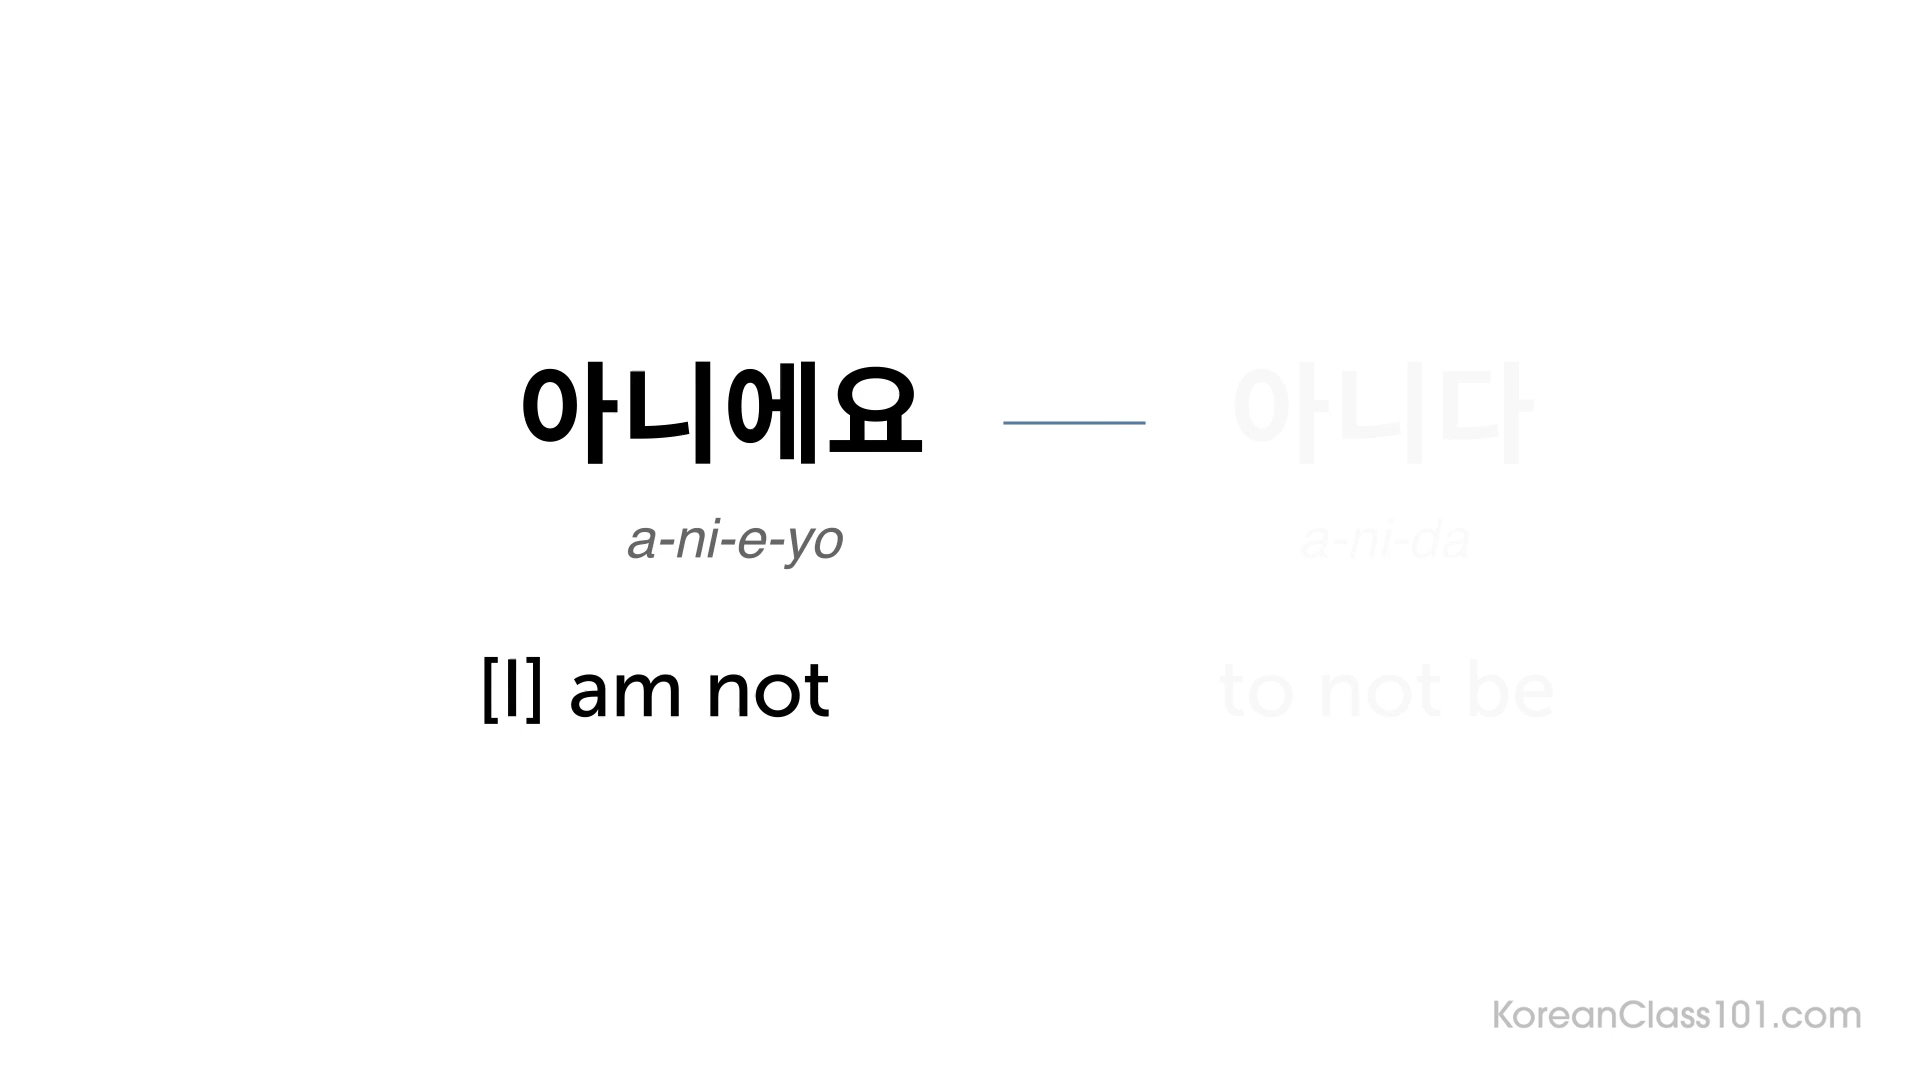 아니에요 — 아니다
a-ni-e-yo a-ni-da
[I] am not to not be
KoreanClass101.com